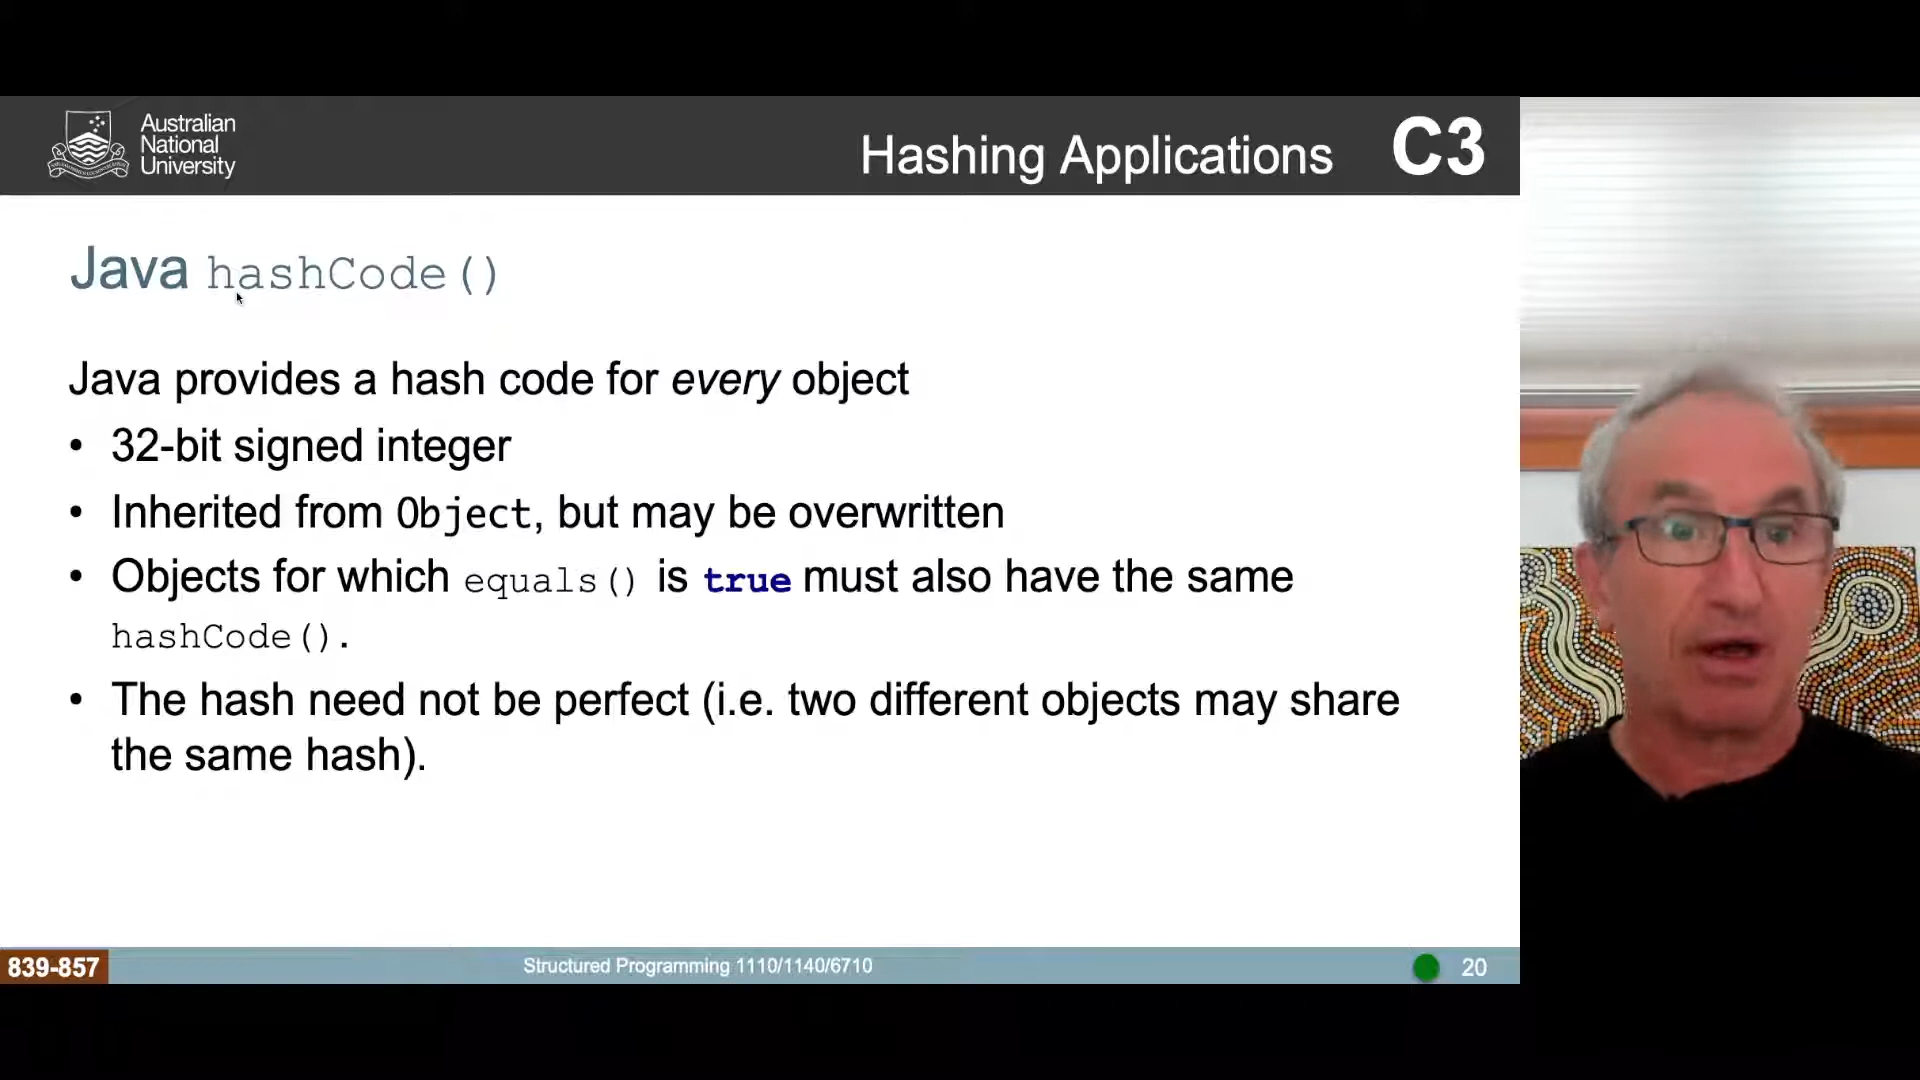 Australian
National
University
Hashing Applications C3
Java hashCode()
Java provides a hash code for every object
• 32-bit signed integer
• Inherited from Object, but may be overwritten
• Objects for which equals() is true must also have the same
hashCode().
• The hash need not be perfect (i.e. two different objects may share
the same hash).
839-857 Structured Programming 1110/1140/6710 20